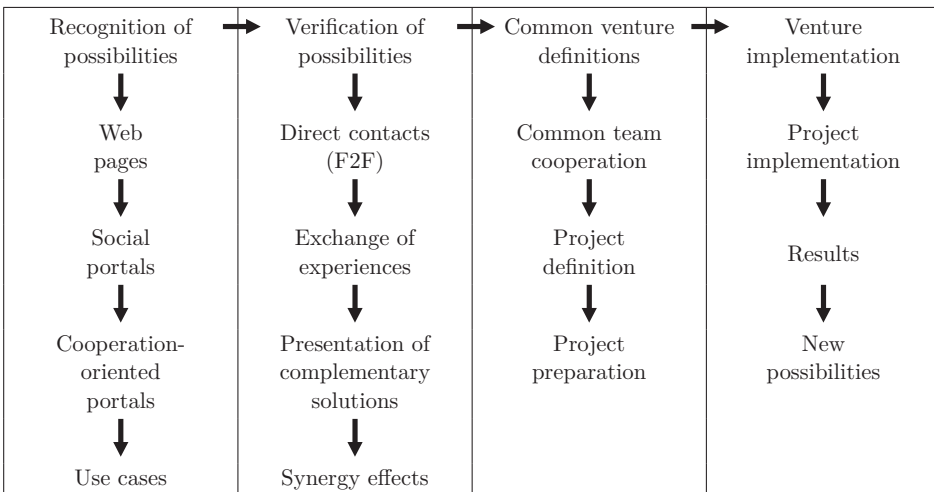 Recognition of
possibilities
Verification of
possibilities
Common venture
definitions
Venture
implementation
Web
pages
Direct contacts
(F2F)
Common team
cooperation
Project
implementation
Social
portals
Exchange of
experiences
Project
definition
Results
Cooperation-
oriented
portals
Presentation of
complementary
solutions
Project
preparation
New
possibilities
Use cases
Synergy effects